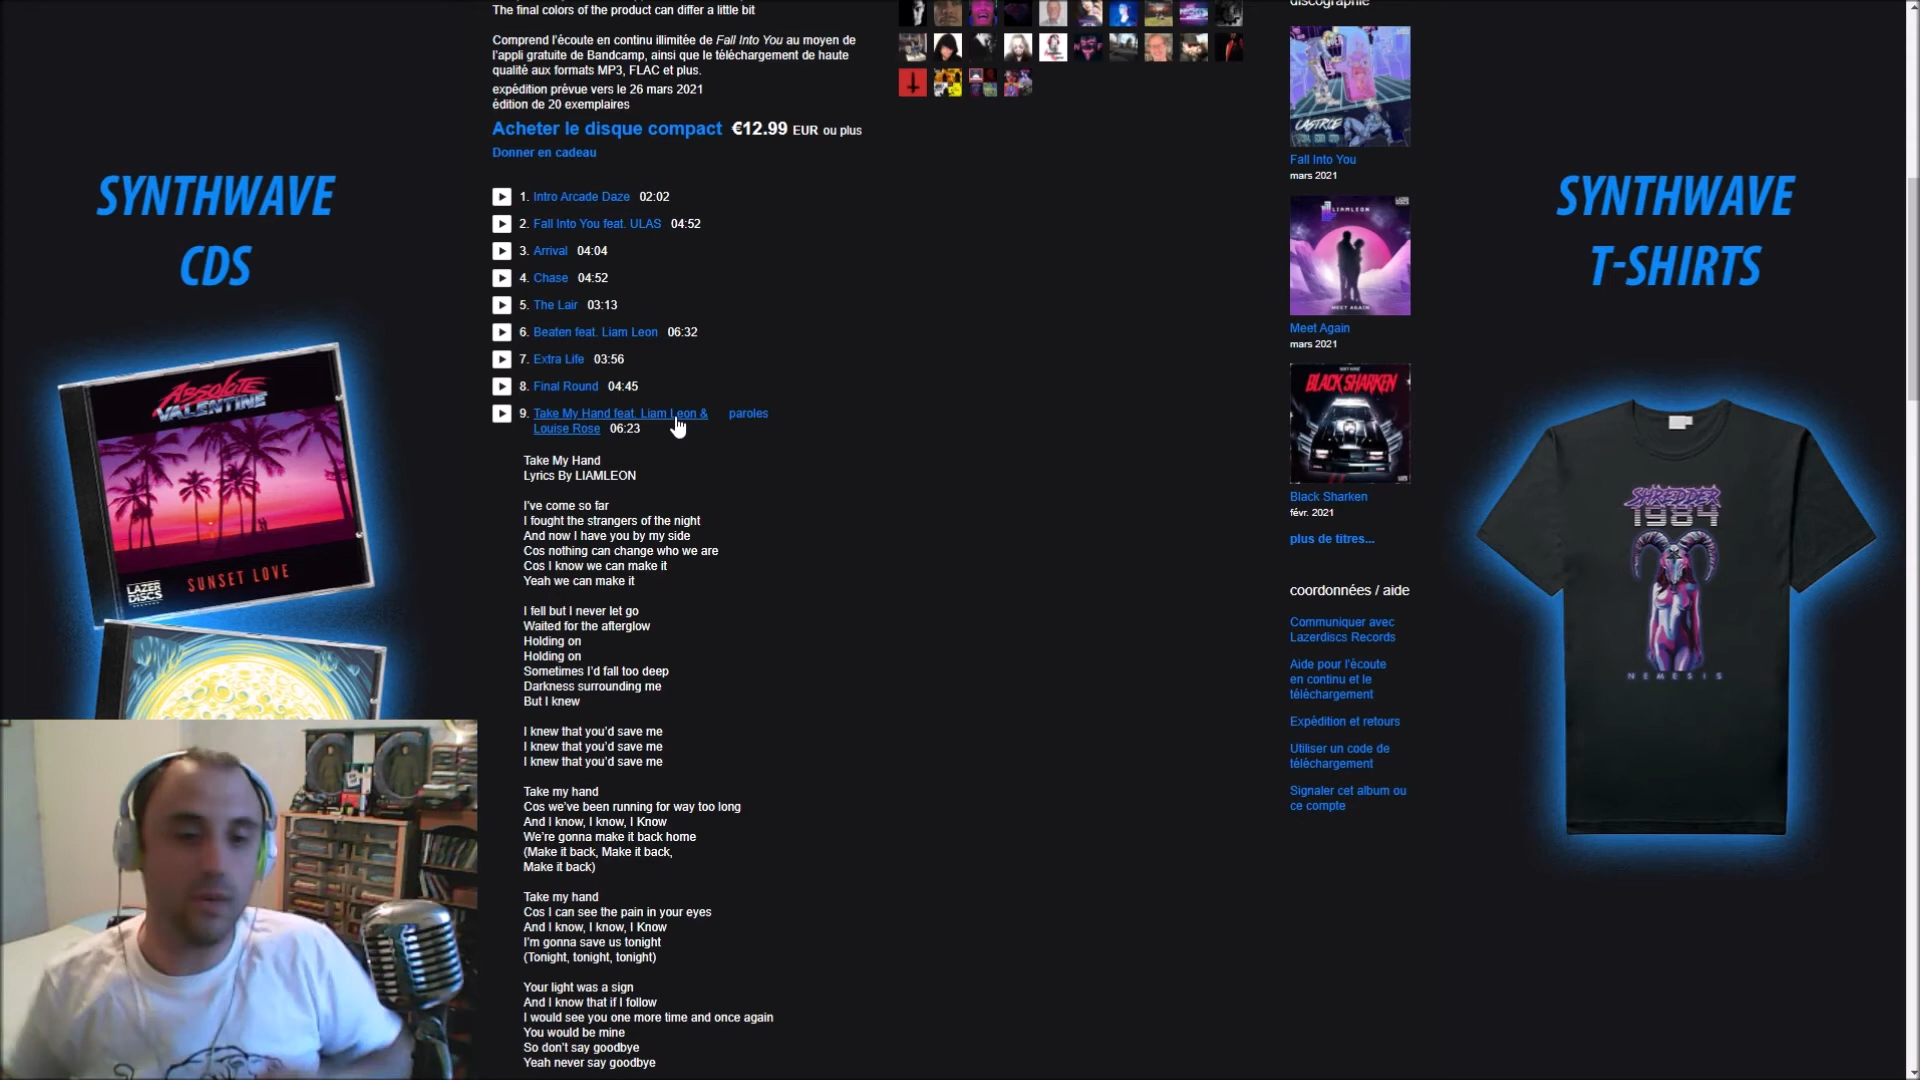 The final colors of the product can differ a little bit
Comprend l'écoute en continu illimitée de Fall Into You au moyen de
l'appli gratuite de Bandcamp, ainsi que le téléchargement de haute
qualité aux formats MP3, FLAC et plus.
expédition prévue vers le 26 mars 2021
édition de 20 exemplaires
Acheter le disque compact €12.99 EUR ou plus
Donner en cadeau
1. Intro Arcade Daze 02:02
2. Fall Into You feat. ULAS 04:52
3. Arrival 04:04
4. Chase 04:52
5. The Lair 03:13
6. Beaten feat. Liam Leon 06:32
7. Extra Life 03:56
8. Final Round 04:45
9. Take My Hand feat. Liam Leon & paroles
Louise Rose 06:23
Take My Hand
Lyrics By LIAMLEON
I've come so far
I fought the strangers of the night
And now I have you by my side
Cos nothing can change who we are
Cos I know we can make it
Yeah we can make it
I fell but I never let go
Waited for the afterglow
Holding on
Holding on
Sometimes I'd fall too deep
Darkness surrounding me
But I knew
I knew that you'd save me
I knew that you'd save me
I knew that you'd save me
Take my hand
Cos we've been running for way too long
And I know, I know, I Know
We're gonna make it back home
(Make it back, Make it back,
Make it back)
Take my hand
Cos I can see the pain in your eyes
And I know, I know, I Know
I'm gonna save us tonight
(Tonight, tonight, tonight)
Your light was a sign
And I know that if I follow
I would see you one more time and once again
You would be mine
So don't say goodbye
Yeah never say goodbye
SYNTHWAVE
CDS
ABSOLUTE
VALENTINE
LAZER
DISCS
SUNSET LOVE
discographie
LASTRIDE
Fall Into You
mars 2021
LIAMLEON
MEET AGAIN
Meet Again
mars 2021
BLACK SHARKEN
Black Sharken
févr. 2021
plus de titres...
coordonnées / aide
Communiquer avec
Lazerdiscs Records
Aide pour l'écoute
en continu et le
téléchargement
Expédition et retours
Utiliser un code de
téléchargement
Signaler cet album ou
ce compte
SYNTHWAVE
T-SHIRTS
SHREDDER
1984
NEMESIS